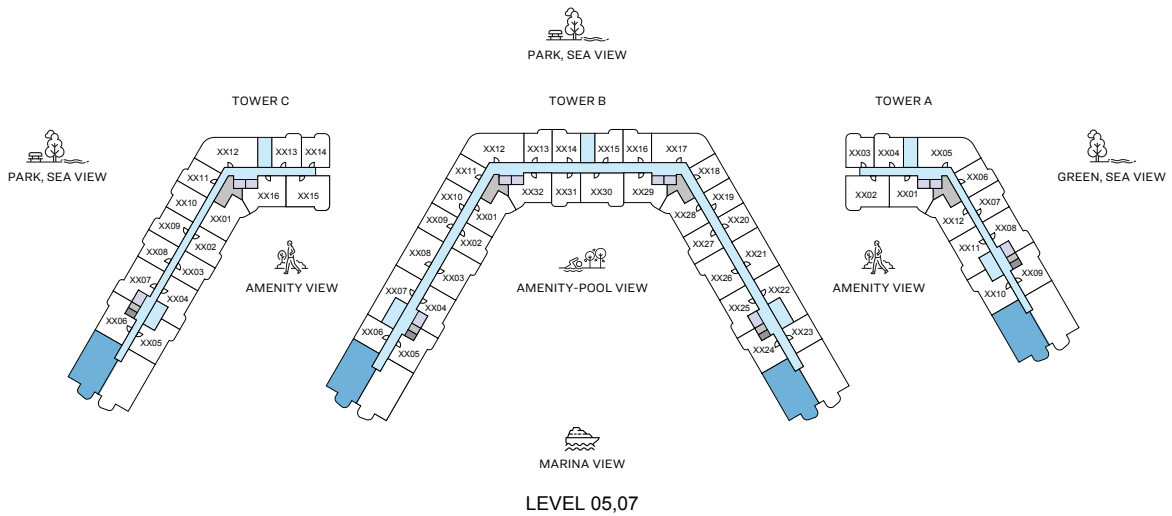 PARK, SEA VIEW
TOWER C
TOWER B
TOWER A
PARK, SEA VIEW
GREEN, SEA VIEW
XX12
XX13
XX14
XX11
XX10
XX09
XX08
XX07
XX06
XX01
XX02
XX03
XX04
XX05
XX16
XX15
XX12
XX13
XX14
XX15
XX16
XX17
XX11
XX10
XX09
XX08
XX07
XX06
XX01
XX02
XX03
XX04
XX05
XX32
XX31
XX30
XX29
XX28
XX27
XX26
XX25
XX24
XX18
XX19
XX20
XX21
XX22
XX23
XX03
XX04
XX05
XX02
XX01
XX06
XX07
XX08
XX09
XX12
XX11
XX10
AMENITY VIEW
AMENITY-POOL VIEW
AMENITY VIEW
MARINA VIEW
LEVEL 05,07